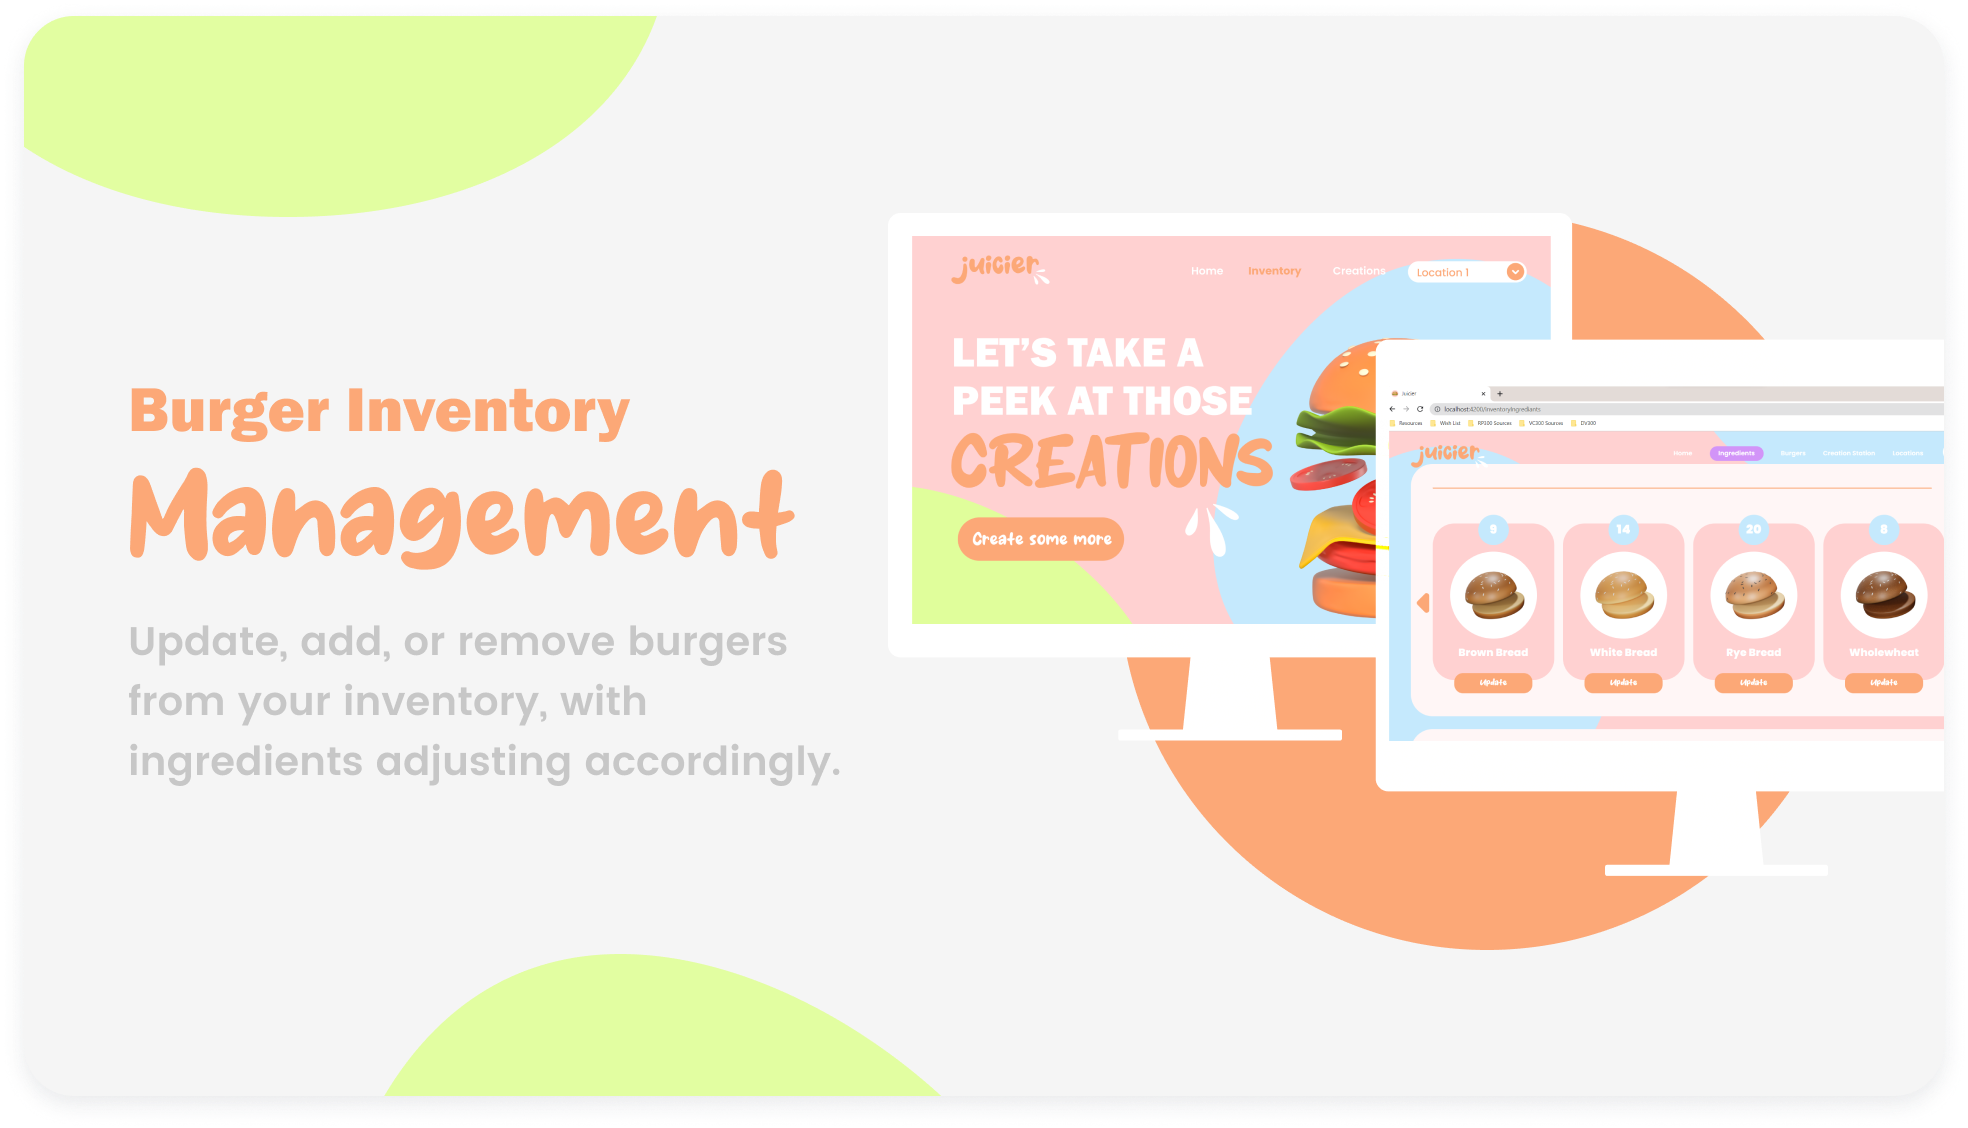 Burger Inventory
Management
Update, add, or remove burgers
from your inventory, with
ingredients adjusting accordingly.
juicier
Home Inventory Creations Location 1
LET'S TAKE A
PEEK AT THOSE
CREATIONS
Create some more
Juicier
localhost:4200/inventoryingrediants
Resources Wish List RP300 Sources VC300 Sources DV300
juicier
Home Ingredients Burgers Creation Station Locations
9 14 20 8
Brown Bread White Bread Rye Bread Wholewheat
Update Update Update Update